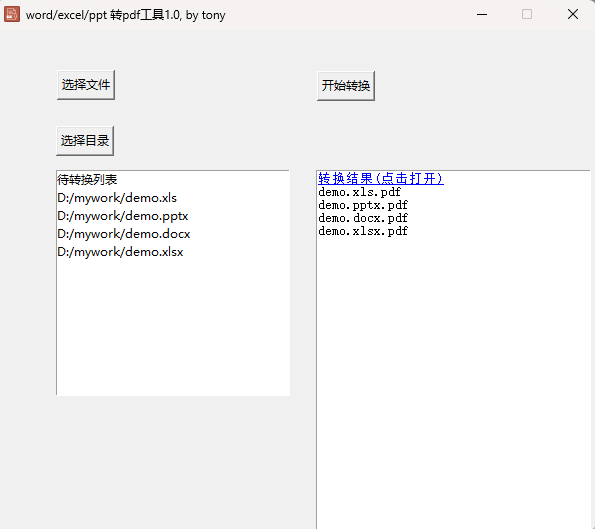 word/excel/ppt 转pdf工具1.0, by tony
选择文件
开始转换
选择目录
待转换列表
D:/mywork/demo.xls
D:/mywork/demo.pptx
D:/mywork/demo.docx
D:/mywork/demo.xlsx
转换结果(点击打开)
demo.xls.pdf
demo.pptx.pdf
demo.docx.pdf
demo.xlsx.pdf